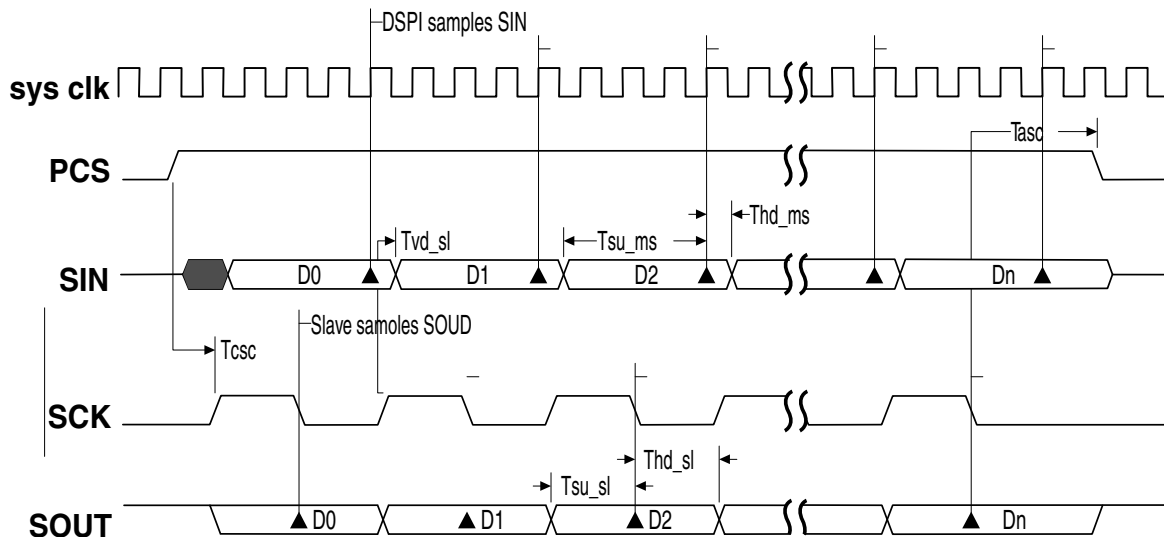 DSPI samples SIN
sys clk
Tasc
PCS
Thd_ms
Tvd_sl
Tsu_ms
SIN
D0
D1
D2
Dn
Slave samoles SOUD
Tcsc
SCK
Thd_sl
Tsu_sl
SOUT
D0
D1
D2
Dn